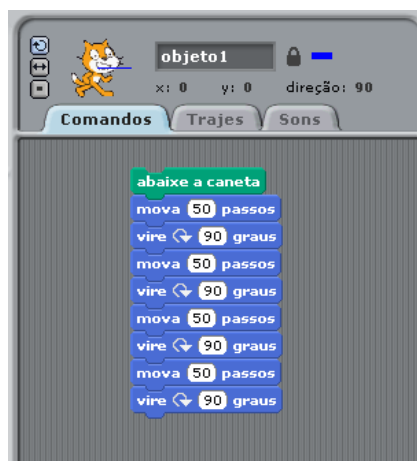 objeto1
x: 0 y: 0 direção: 90
Comandos Trajes Sons
abaixe a caneta
mova 50 passos
vire 90 graus
mova 50 passos
vire 90 graus
mova 50 passos
vire 90 graus
mova 50 passos
vire 90 graus